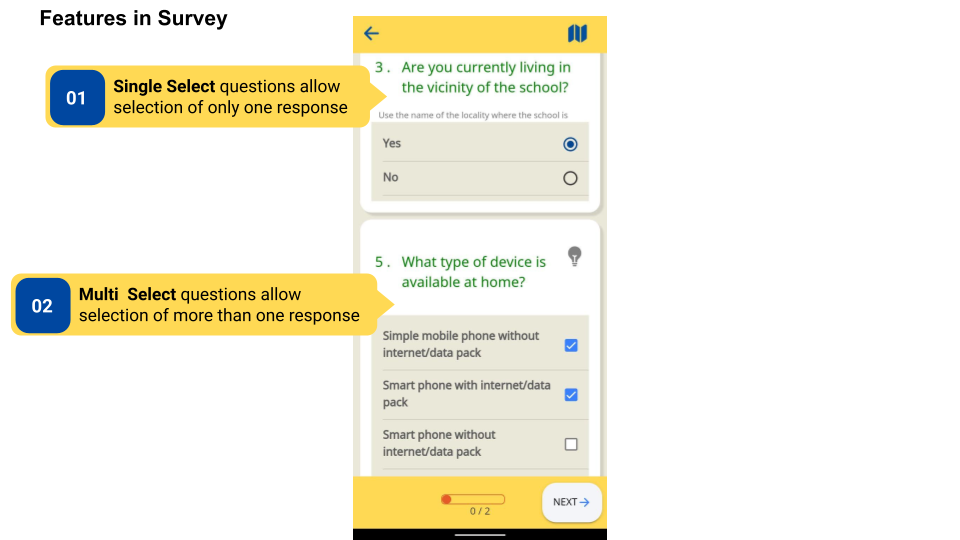 Features in Survey
01
Single Select questions allow
selection of only one response
3 . Are you currently living in
the vicinity of the school?
Use the name of the locality where the school is
Yes
No
02
Multi Select questions allow
selection of more than one response
5 . What type of device is
available at home?
Simple mobile phone without
internet/data pack
Smart phone with internet/data
pack
Smart phone without
internet/data pack
0 / 2
NEXT